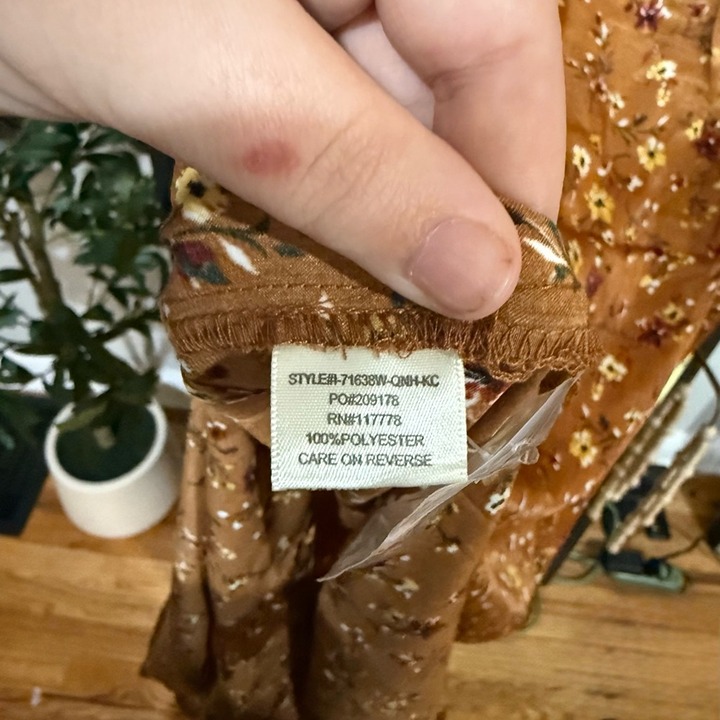 STYLE#I-71638W-QNH-KC
PO#209178
RN#117778
100%POLYESTER
CARE ON REVERSE